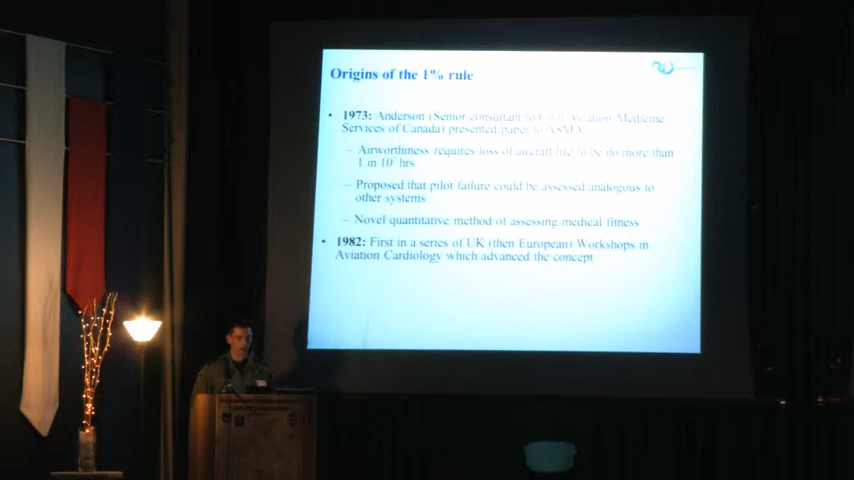 Origins of the 1% rule
• 1973: Anderson (Senior consultant to Civil Aviation Medicine
Services of Canada) presented paper to ASMA
– Airworthiness requires loss of aircraft life to be no more than
1 in 10⁷ hrs
– Proposed that pilot failure could be assessed analogous to
other systems
– Novel quantitative method of assessing medical fitness
• 1982: First in a series of UK (then European) Workshops in
Aviation Cardiology which advanced the concept